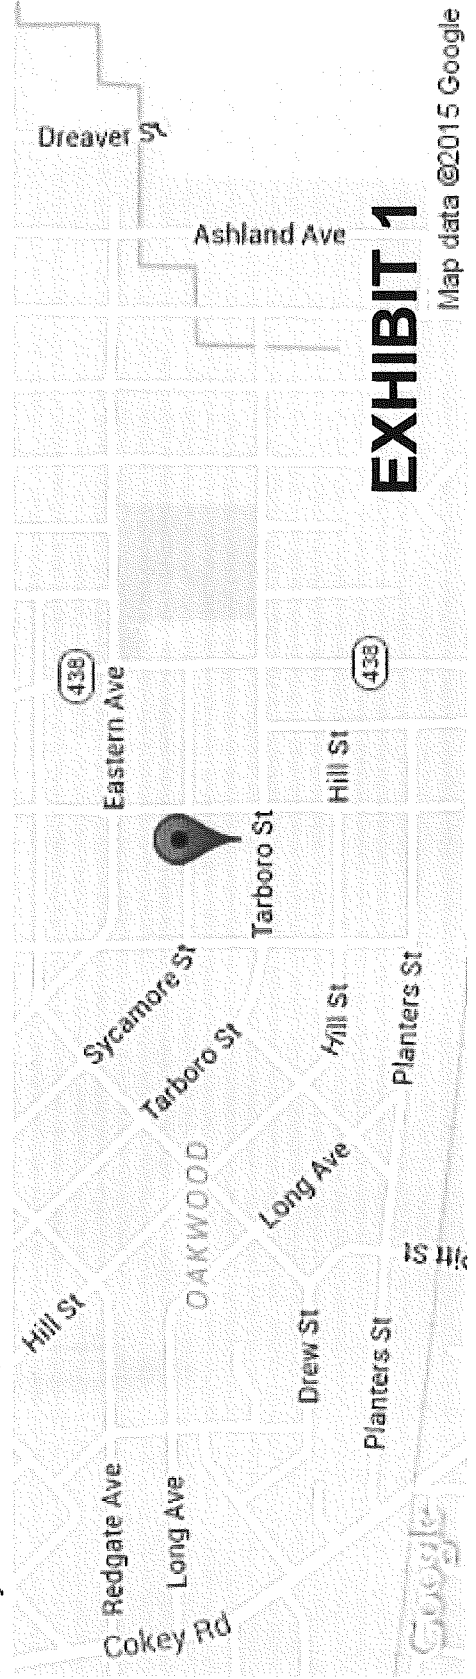 Dreaver St
Ashland Ave
EXHIBIT 1
Map data ©2015 Google
438
Eastern Ave
438
Hill St
Tarboro St
Sycamore St
Tarboro St
Hill St
Planters St
OAKWOOD
Long Ave
Pitt St
Hill St
Drew St
Planters St
Redgate Ave
Long Ave
Cokey Rd
Google